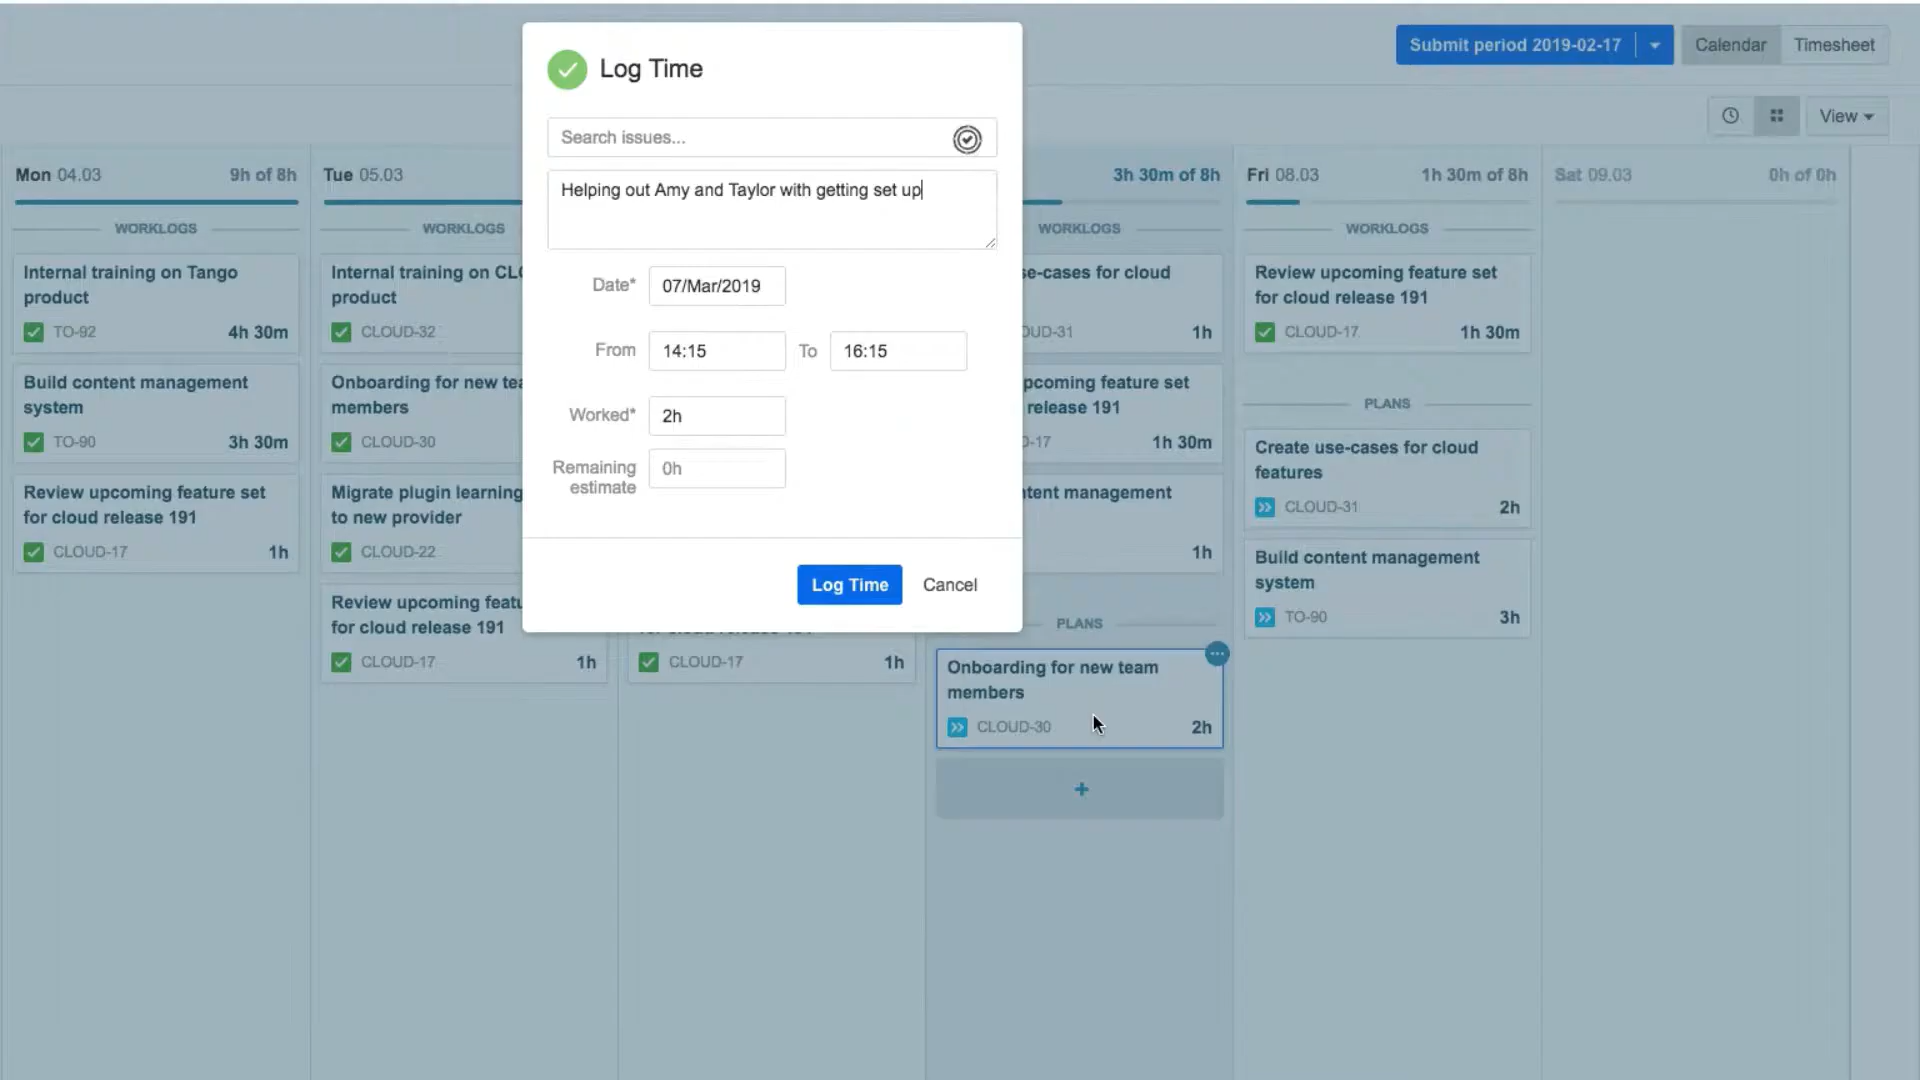 Submit period 2019-02-17
Calendar
Timesheet
View
Log Time
Search issues...
Helping out Amy and Taylor with getting set up
Date*
07/Mar/2019
From
14:15
To
16:15
Worked*
2h
Remaining
estimate
0h
Log Time
Cancel
Mon 04.03
9h of 8h
WORKLOGS
Internal training on Tango
product
TO-92
4h 30m
Build content management
system
TO-90
3h 30m
Review upcoming feature set
for cloud release 191
CLOUD-17
1h
Tue 05.03
WORKLOGS
Internal training on CLO
product
CLOUD-32
Onboarding for new tea
members
CLOUD-30
Migrate plugin learning
to new provider
CLOUD-22
Review upcoming featu
for cloud release 191
CLOUD-17
1h
CLOUD-17
1h
3h 30m of 8h
WORKLOGS
se-cases for cloud
OUD-31
1h
pcoming feature set
release 191
D-17
1h 30m
ntent management
1h
PLANS
Onboarding for new team
members
CLOUD-30
2h
+
Fri 08.03
1h 30m of 8h
WORKLOGS
Review upcoming feature set
for cloud release 191
CLOUD-17
1h 30m
PLANS
Create use-cases for cloud
features
CLOUD-31
2h
Build content management
system
TO-90
3h
Sat 09.03
0h of 0h